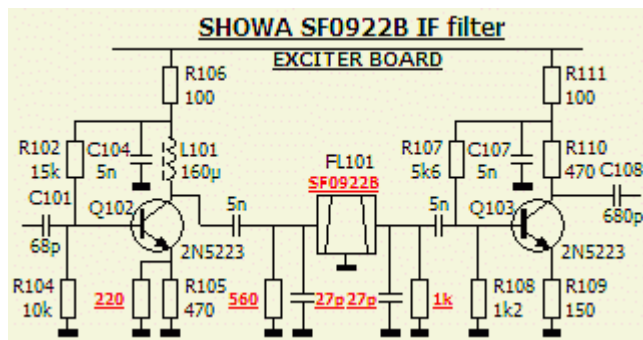 SHOWA SF0922B IF filter
EXCITER BOARD
R106
100
R111
100
R102
15k
C104
5n
L101
160µ
FL101
SF0922B
R107
5k6
C107
5n
R110
470
C108
680p
C101
68p
Q102
5n
5n
Q103
2N5223
2N5223
R104
10k
220
R105
470
560
27p
27p
1k
R108
1k2
R109
150